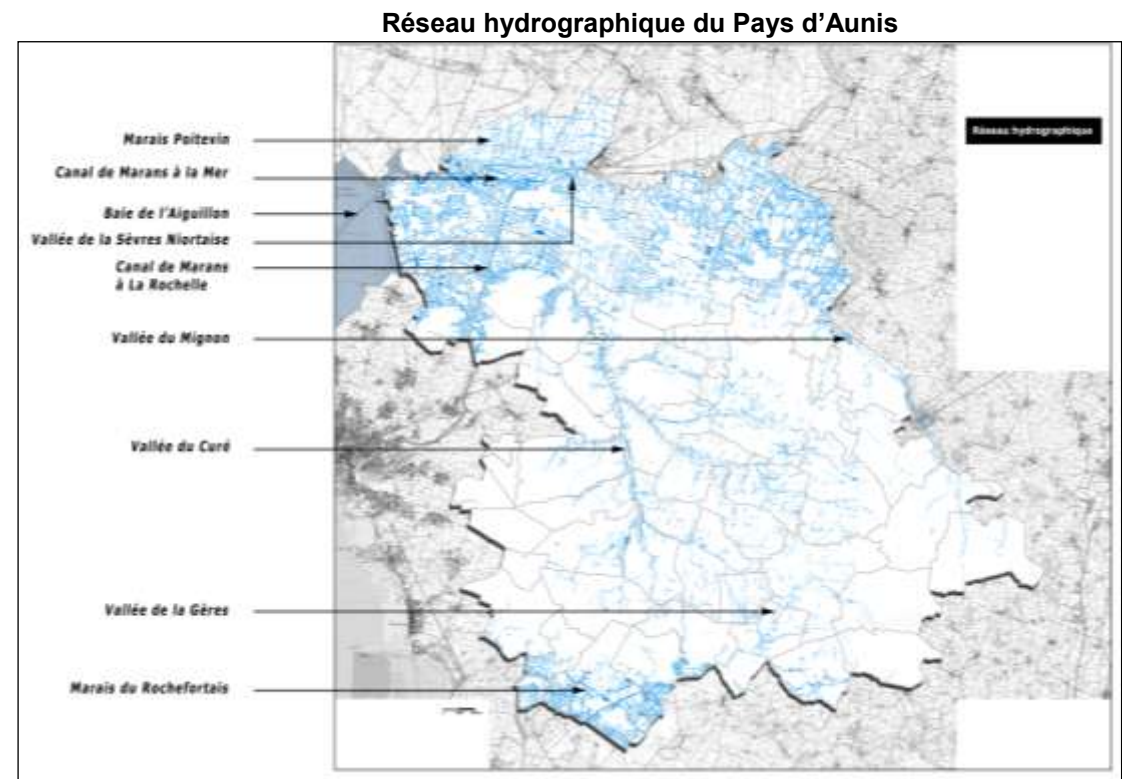 Réseau hydrographique du Pays d'Aunis
Réseau hydrographique
Marais Poitevin
Canal de Marans à la Mer
Baie de l'Aiguillon
Vallée de la Sèvres Niortaise
Canal de Marans
à La Rochelle
Vallée du Mignon
Vallée du Curé
Vallée de la Gères
Marais du Rochefortais